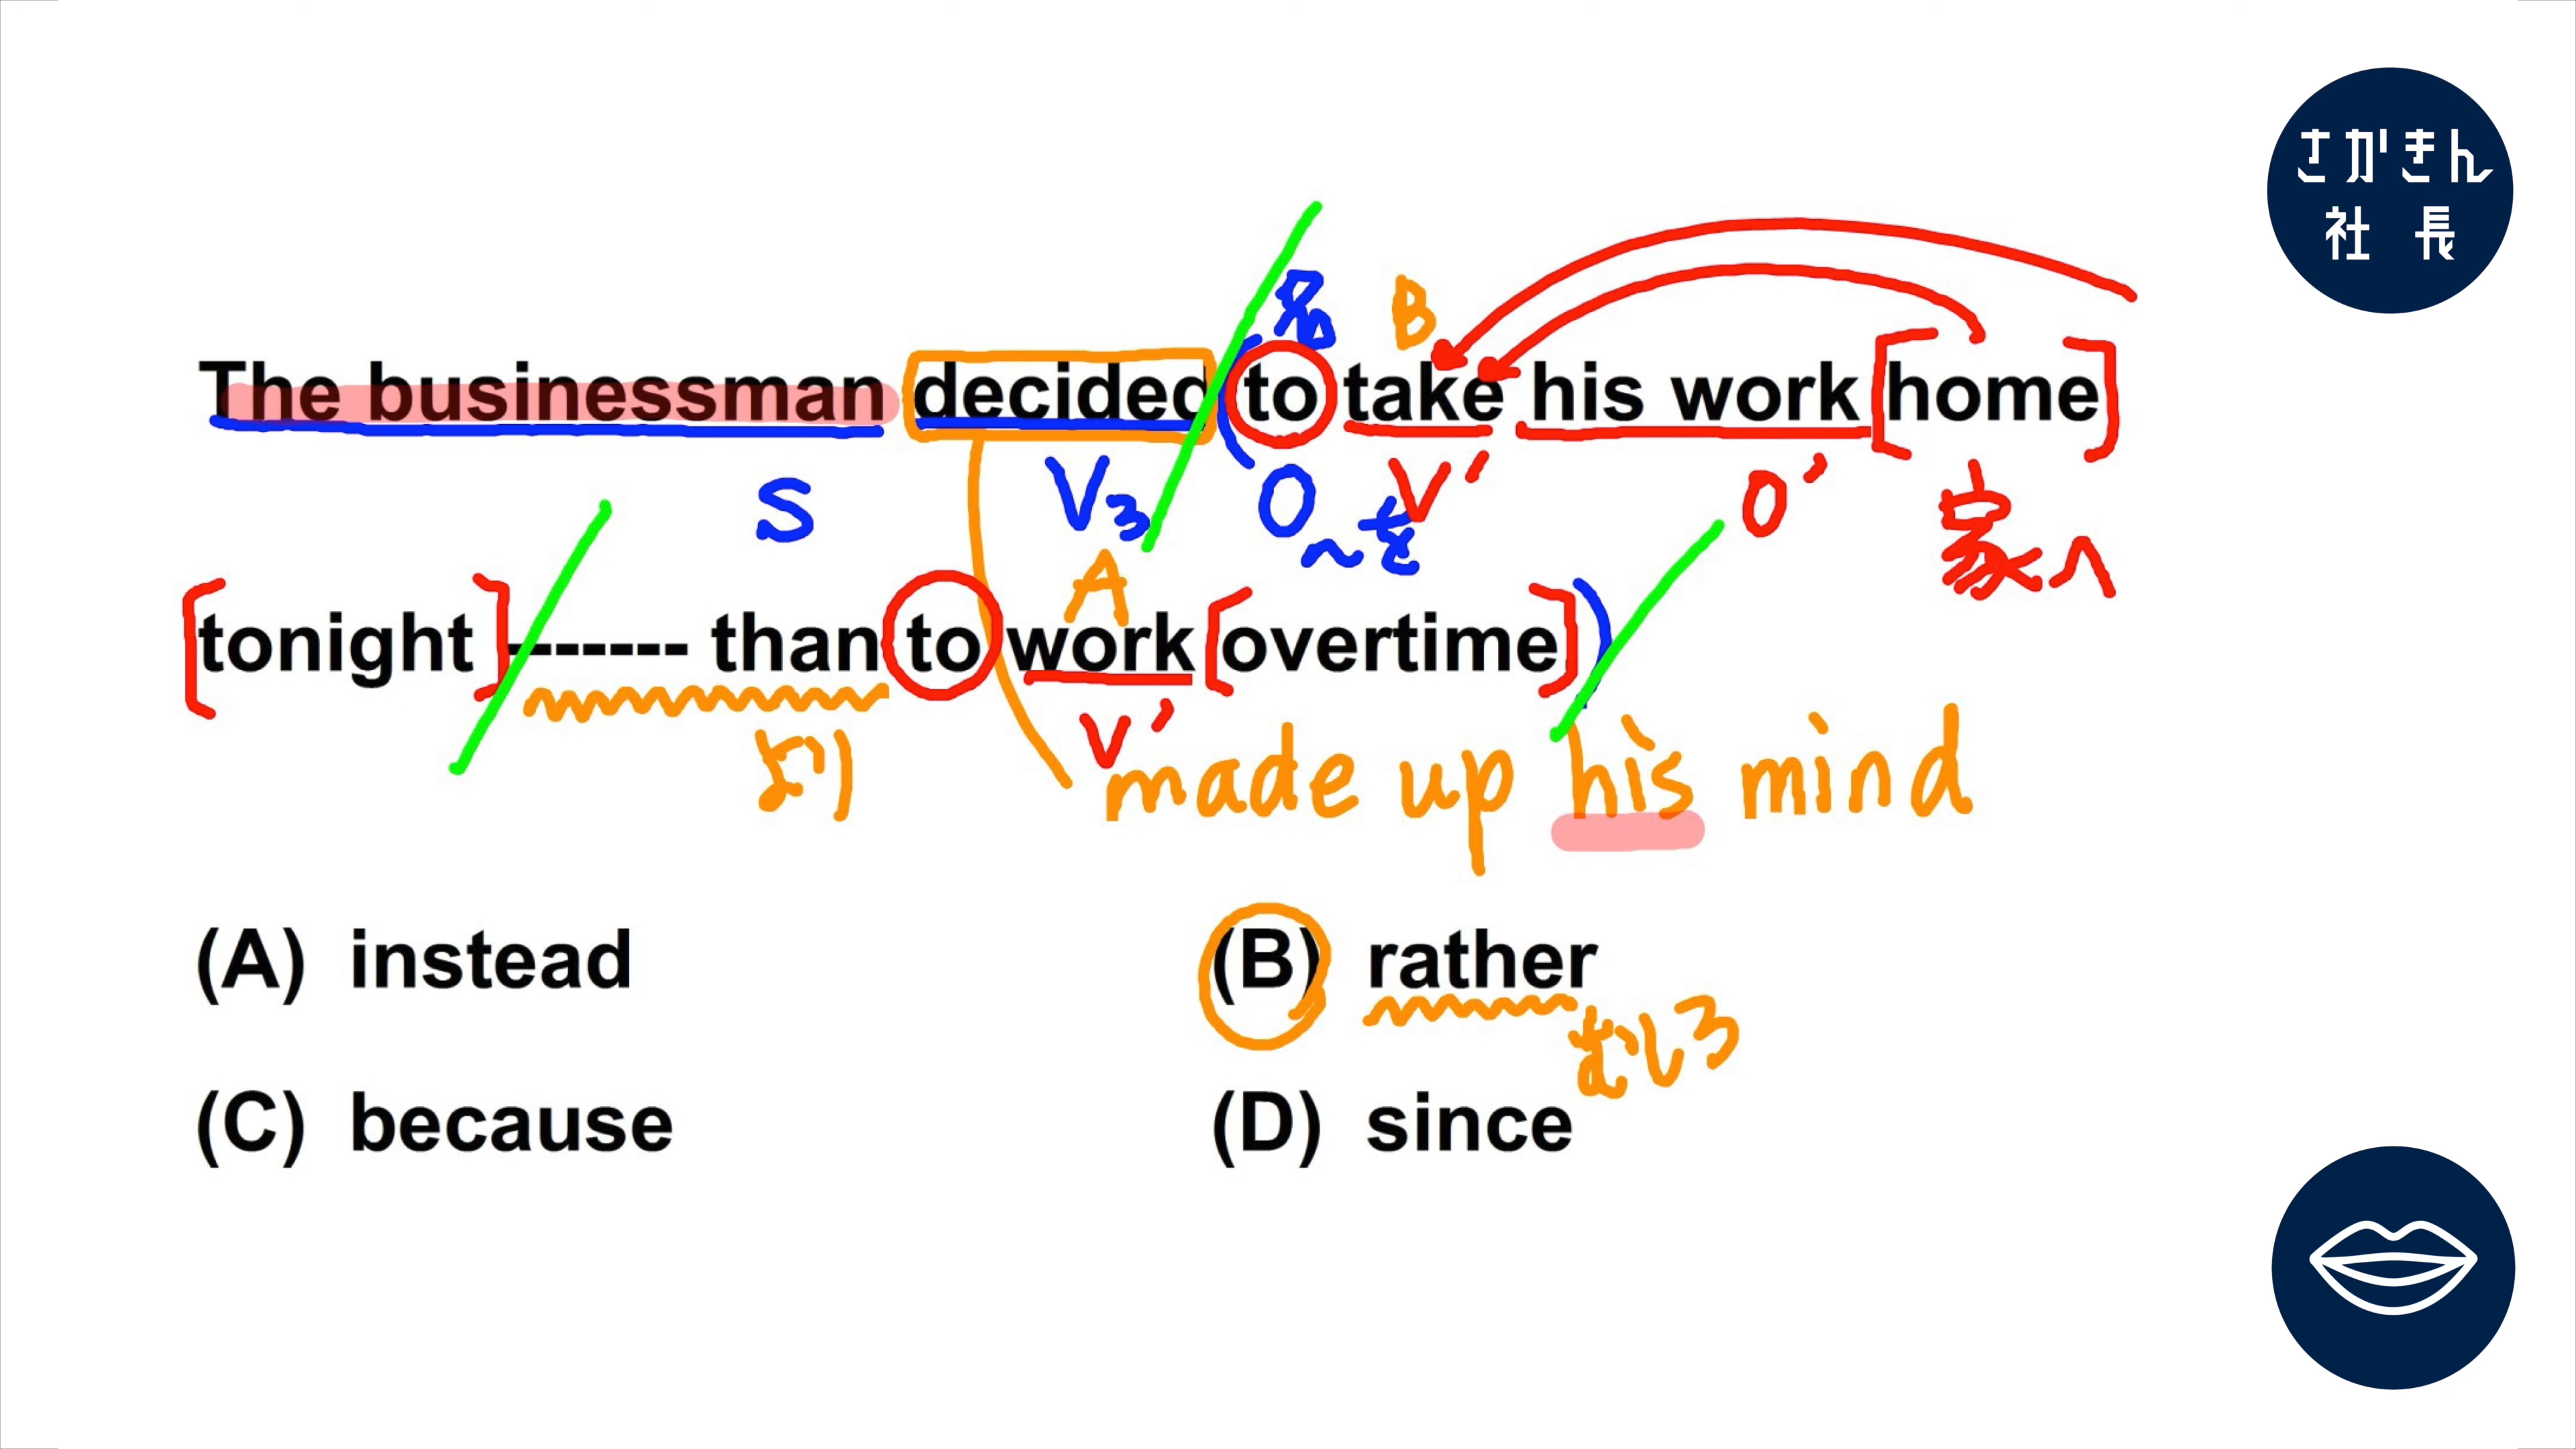 さかきん
社長
名 B
The businessman decided to take his work home
S V3 O ~を V' O' 家へ
A
tonight ------- than to work overtime
より V' made up his mind
(A) instead (B) rather
むしろ
(C) because (D) since